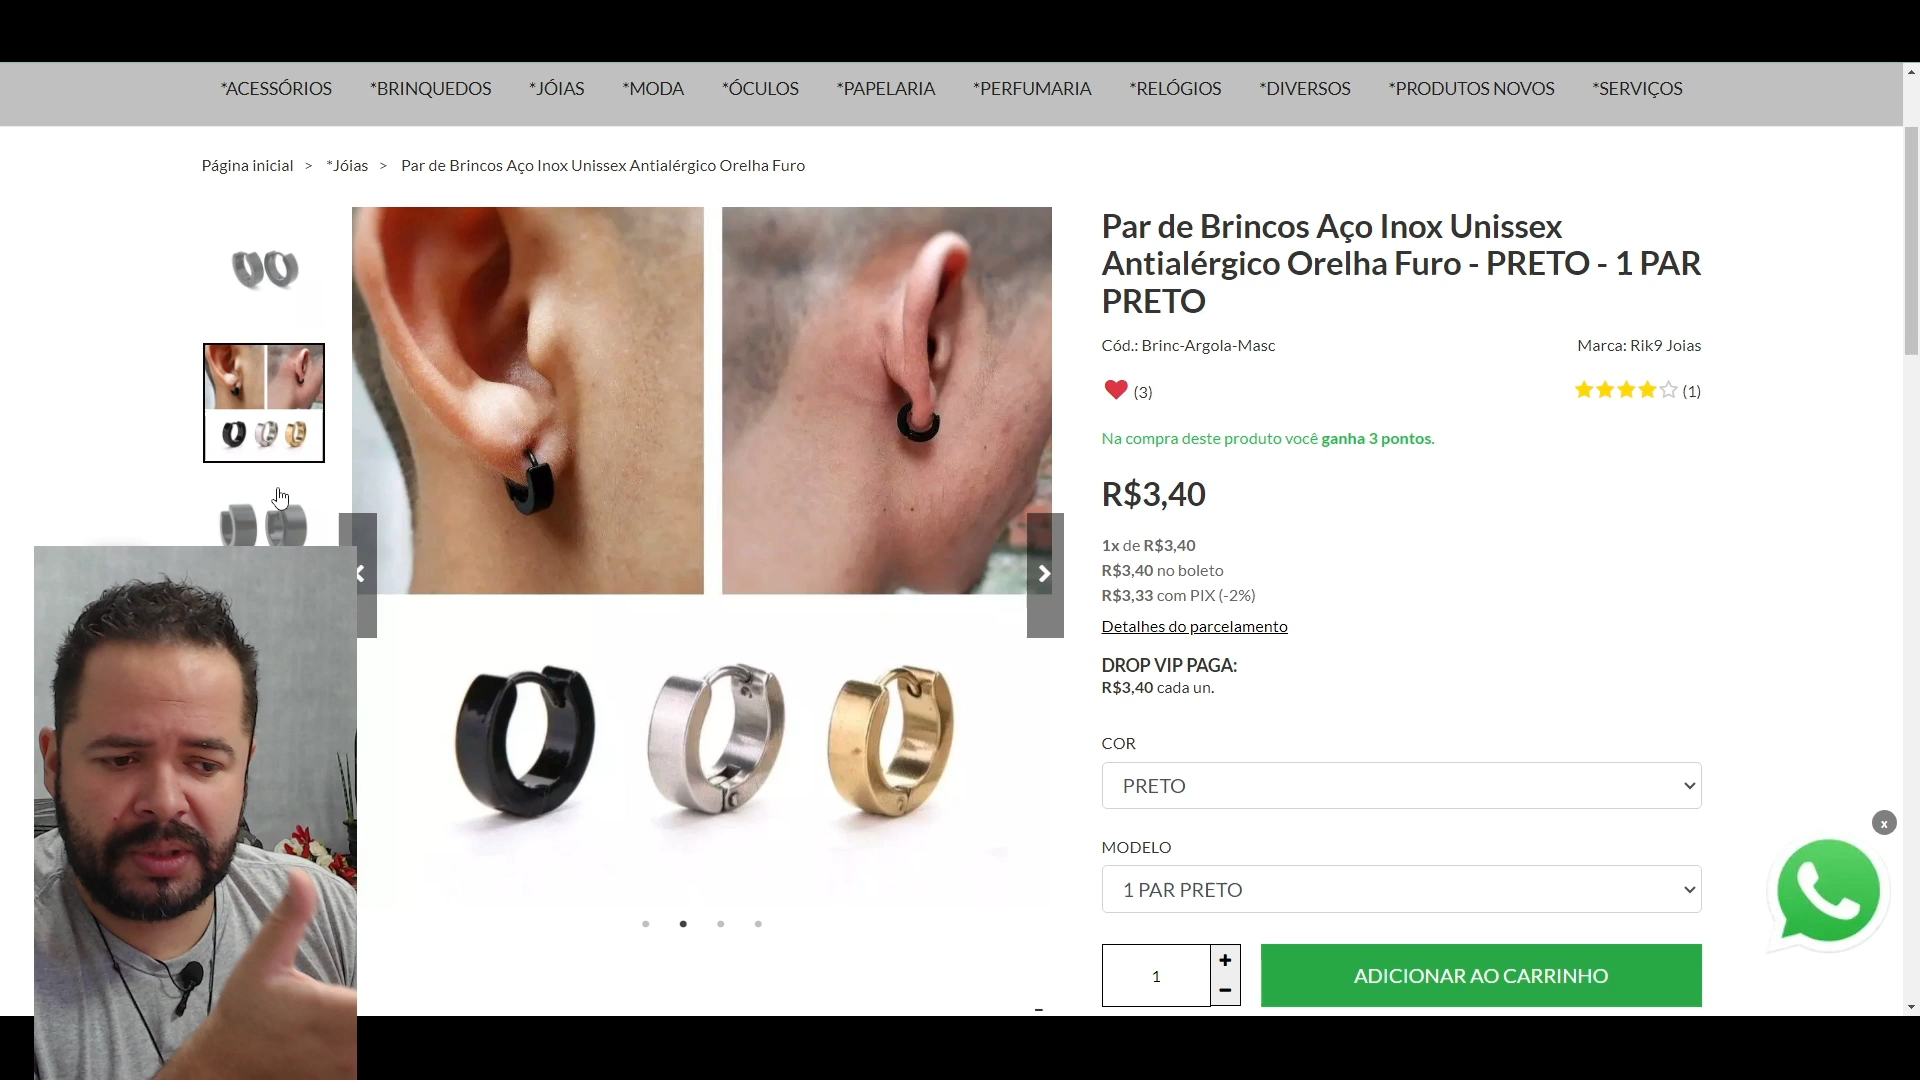 *ACESSÓRIOS *BRINQUEDOS *JÓIAS *MODA *ÓCULOS *PAPELARIA *PERFUMARIA *RELÓGIOS *DIVERSOS *PRODUTOS NOVOS *SERVIÇOS
Página inicial > *Jóias > Par de Brincos Aço Inox Unissex Antialérgico Orelha Furo
Par de Brincos Aço Inox Unissex
Antialérgico Orelha Furo - PRETO - 1 PAR
PRETO
Cód.: Brinc-Argola-Masc Marca: Rik9 Joias
(3) (1)
Na compra deste produto você ganha 3 pontos.
R$3,40
1x de R$3,40
R$3,40 no boleto
R$3,33 com PIX (-2%)
Detalhes do parcelamento
DROP VIP PAGA:
R$3,40 cada un.
COR
PRETO
MODELO
1 PAR PRETO
1 + −
ADICIONAR AO CARRINHO
x